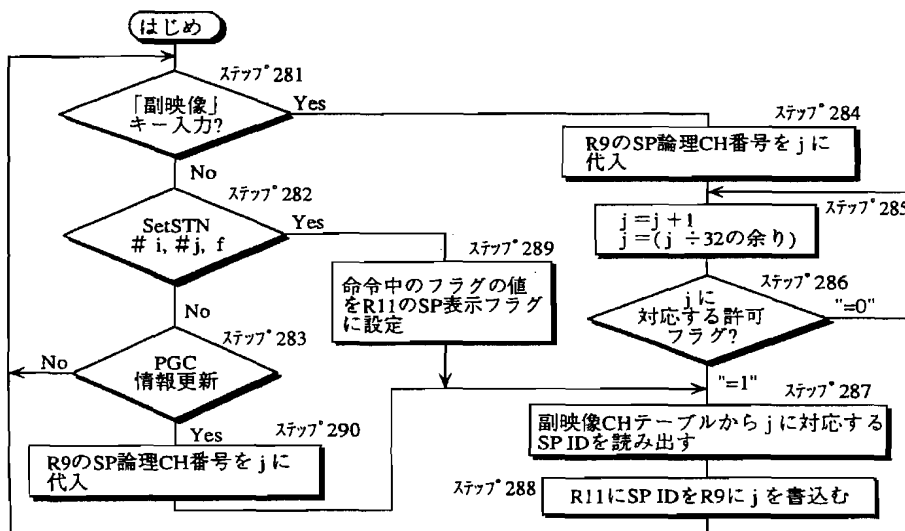 はじめ
ステップ281
「副映像」
キー入力?
Yes
No
ステップ282
SetSTN
# i, #j, f
Yes
No
ステップ283
PGC
情報更新
No
Yes
ステップ290
R9のSP論理CH番号をjに
代入
ステップ289
命令中のフラグの値
をR11のSP表示フラグ
に設定
ステップ284
R9のSP論理CH番号をjに
代入
ステップ285
j=j+1
j=(j ÷32の余り)
ステップ286
jに
対応する許可
フラグ?
"=0"
"=1"
ステップ287
副映像CHテーブルからjに対応する
SP IDを読み出す
ステップ288
R11にSP IDをR9にjを書込む